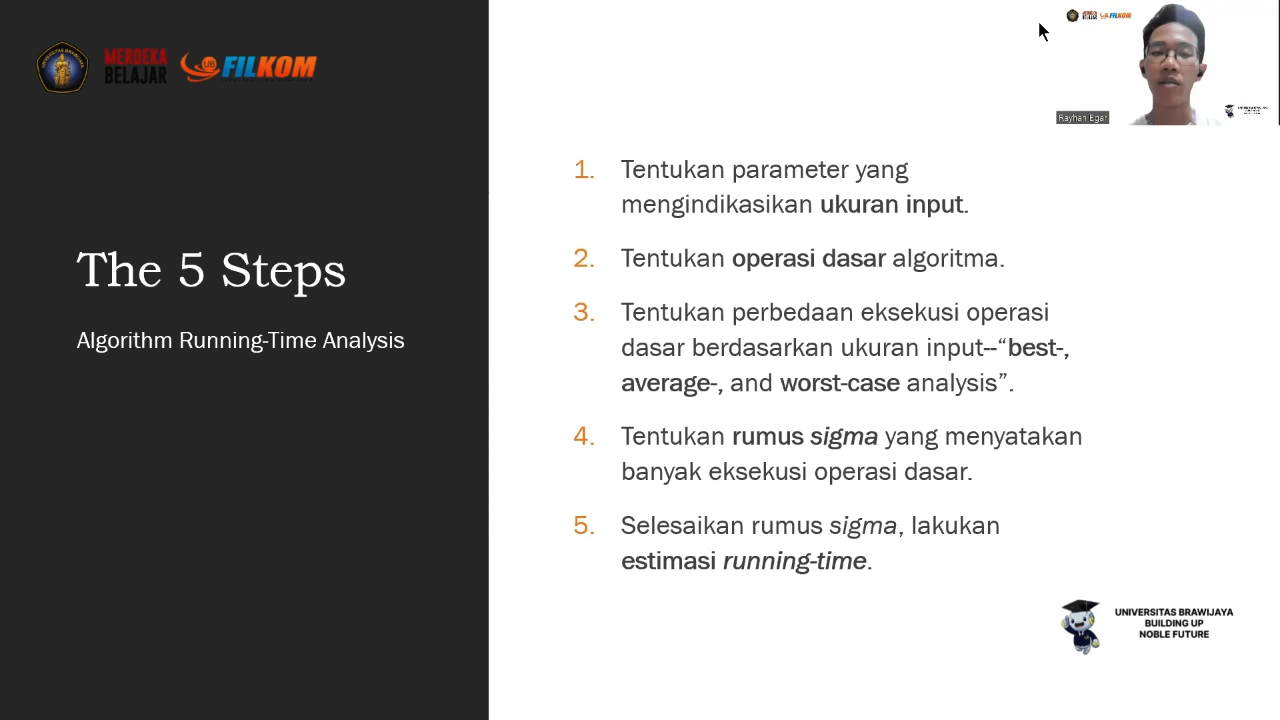 UNIVERSITAS BRAWIJAYA
MERDEKA
BELAJAR
UB FILKOM
The 5 Steps
Algorithm Running-Time Analysis
1. Tentukan parameter yang
mengindikasikan ukuran input.
2. Tentukan operasi dasar algoritma.
3. Tentukan perbedaan eksekusi operasi
dasar berdasarkan ukuran input--“best-,
average-, and worst-case analysis”.
4. Tentukan rumus sigma yang menyatakan
banyak eksekusi operasi dasar.
5. Selesaikan rumus sigma, lakukan
estimasi running-time.
Rayhan Egar
UNIVERSITAS BRAWIJAYA
BUILDING UP
NOBLE FUTURE